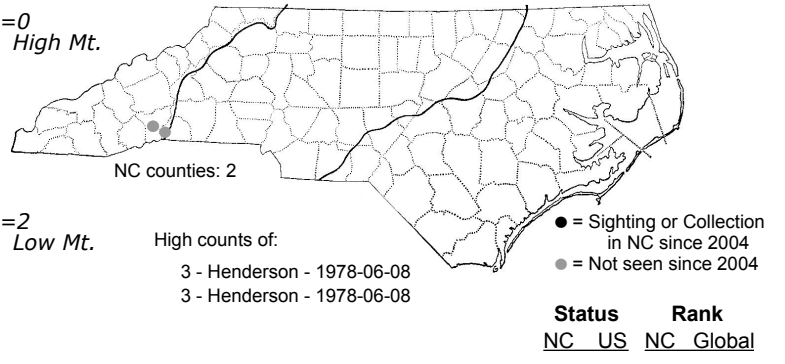 =0
High Mt.
NC counties: 2
=2
Low Mt.
High counts of:
3 - Henderson - 1978-06-08
3 - Henderson - 1978-06-08
= Sighting or Collection
in NC since 2004
= Not seen since 2004
Status Rank
NC US NC Global